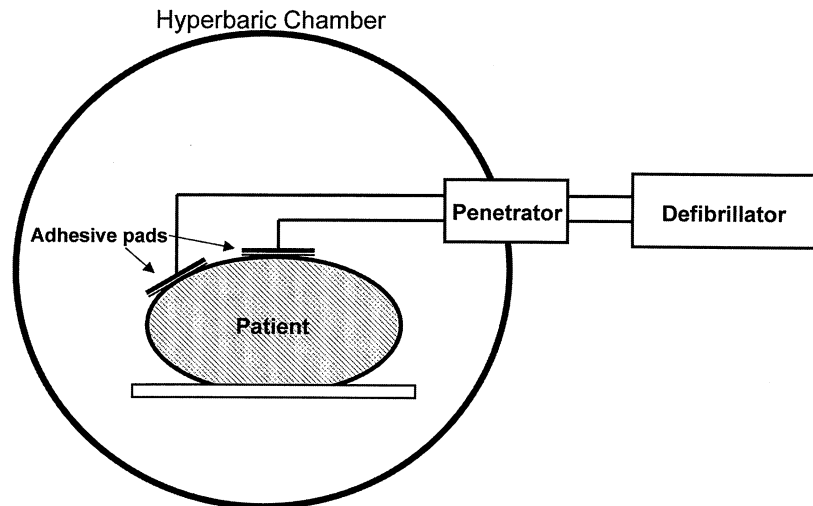 Hyperbaric Chamber
Penetrator
Defibrillator
Adhesive pads
Patient